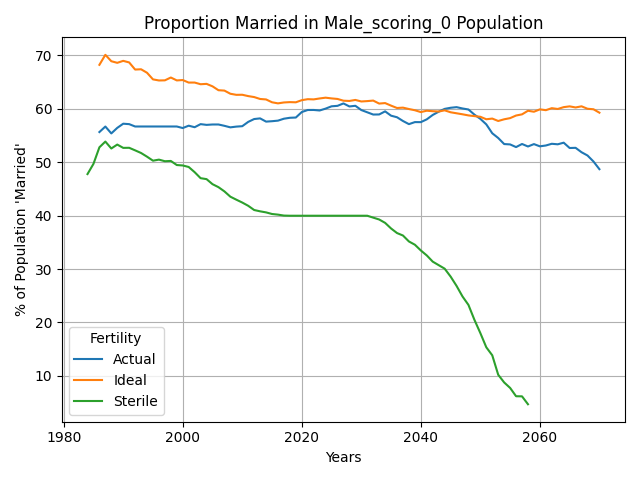 Proportion Married in Male_scoring_0 Population
% of Population 'Married'
70
60
50
40
30
20
10
Fertility
Actual
Ideal
Sterile
1980 2000 2020 2040 2060
Years